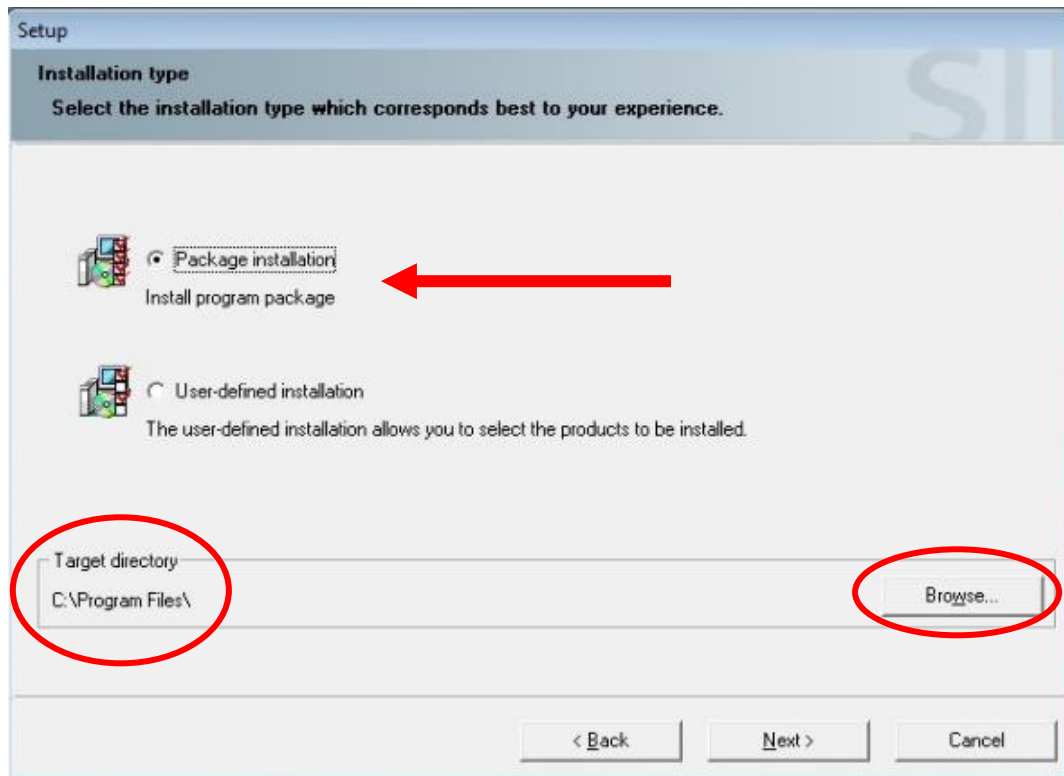 Setup
Installation type
Select the installation type which corresponds best to your experience.
SI
Package installation
Install program package
User-defined installation
The user-defined installation allows you to select the products to be installed.
Target directory
C:\Program Files\
Browse...
< Back
Next >
Cancel